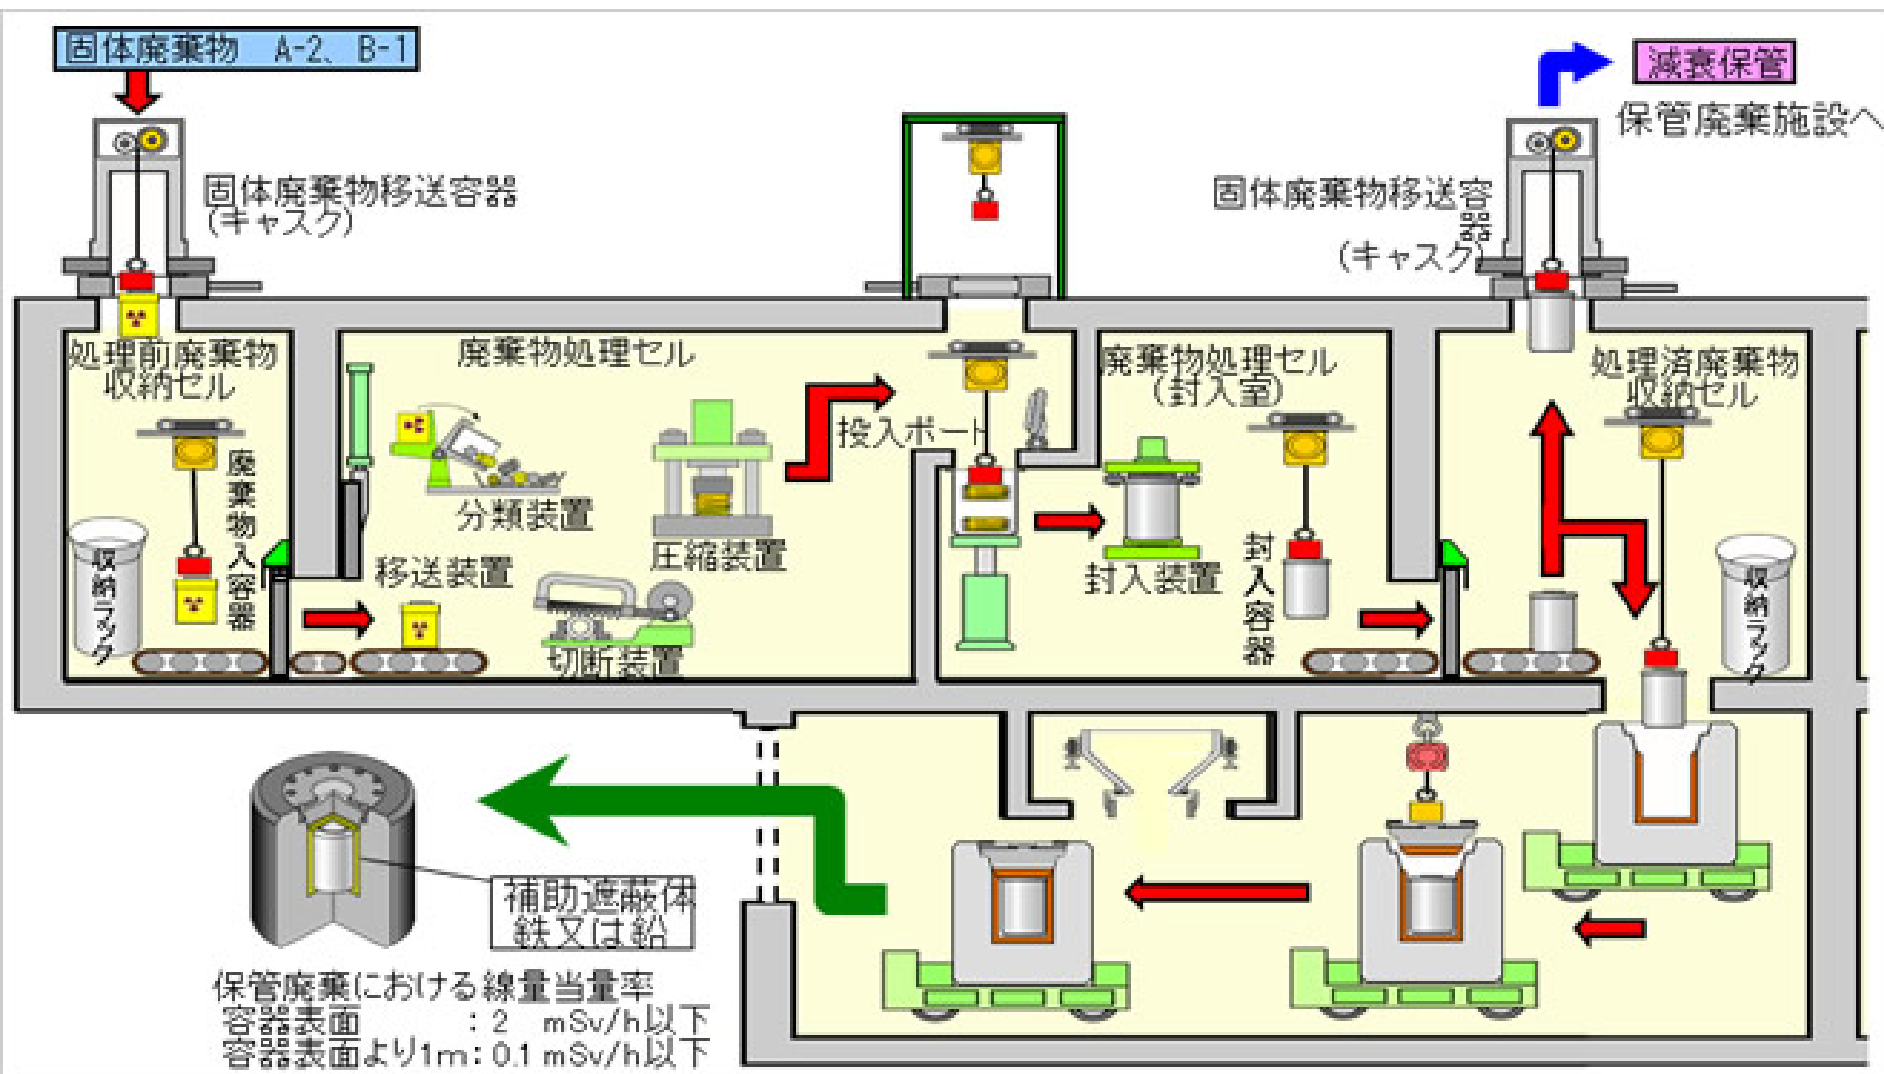 固体廃棄物　A-2、B-1
減衰保管
保管廃棄施設へ
固体廃棄物移送容器
(キャスク)
固体廃棄物移送容
器
(キャスク)
処理前廃棄物
収納セル
廃棄物処理セル
廃棄物処理セル
(封入室)
処理済廃棄物
収納セル
投入ポート
廃棄物入容器
収納ラック
分類装置
圧縮装置
移送装置
切断装置
封入装置
封入容器
収納ラック
補助遮蔽体
鉄又は鉛
保管廃棄における線量当量率
容器表面　　　：2　mSv/h以下
容器表面より1m：0.1 mSv/h以下